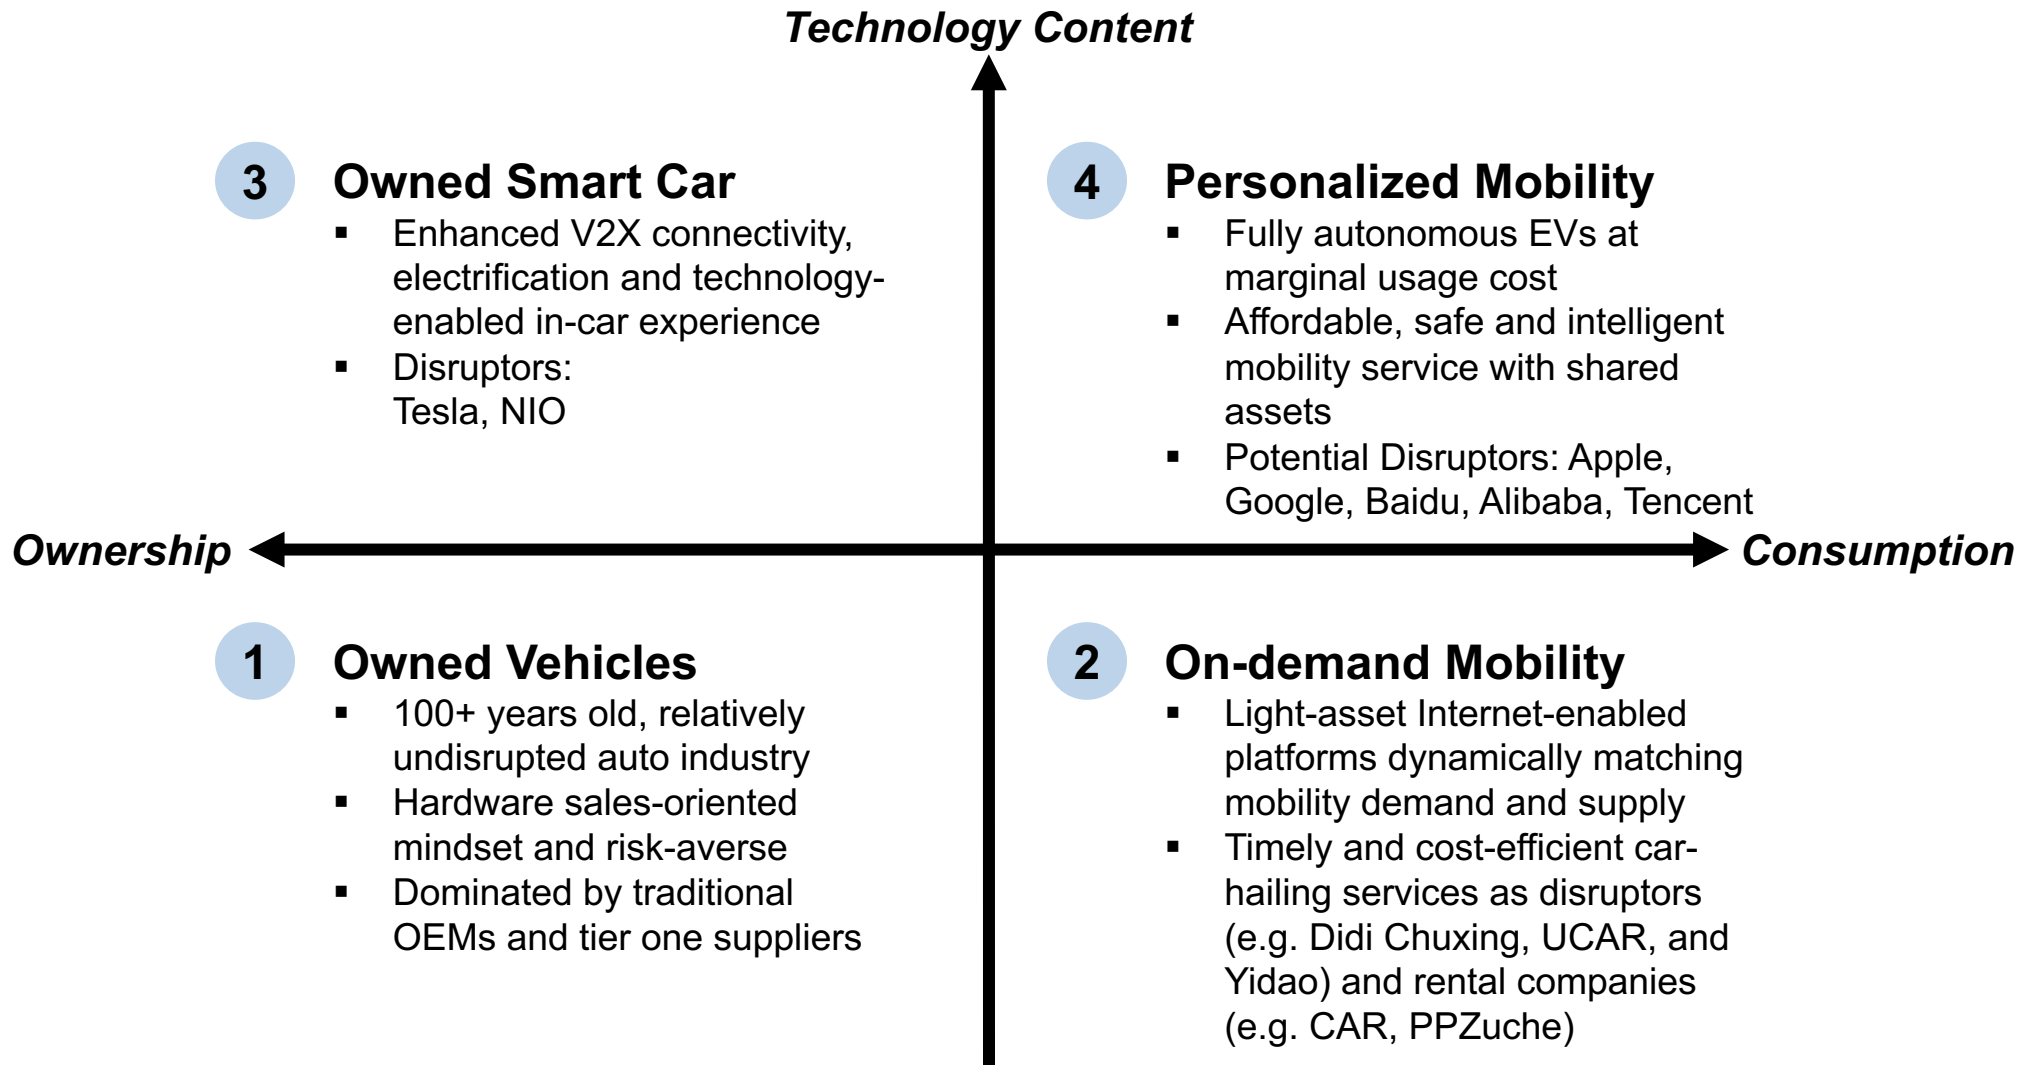 Technology Content
3
Owned Smart Car
▪ Enhanced V2X connectivity,
electrification and technology-
enabled in-car experience
▪ Disruptors:
Tesla, NIO
4
Personalized Mobility
▪ Fully autonomous EVs at
marginal usage cost
▪ Affordable, safe and intelligent
mobility service with shared
assets
▪ Potential Disruptors: Apple,
Google, Baidu, Alibaba, Tencent
Ownership
Consumption
1
Owned Vehicles
▪ 100+ years old, relatively
undisrupted auto industry
▪ Hardware sales-oriented
mindset and risk-averse
▪ Dominated by traditional
OEMs and tier one suppliers
2
On-demand Mobility
▪ Light-asset Internet-enabled
platforms dynamically matching
mobility demand and supply
▪ Timely and cost-efficient car-
hailing services as disruptors
(e.g. Didi Chuxing, UCAR, and
Yidao) and rental companies
(e.g. CAR, PPZuche)